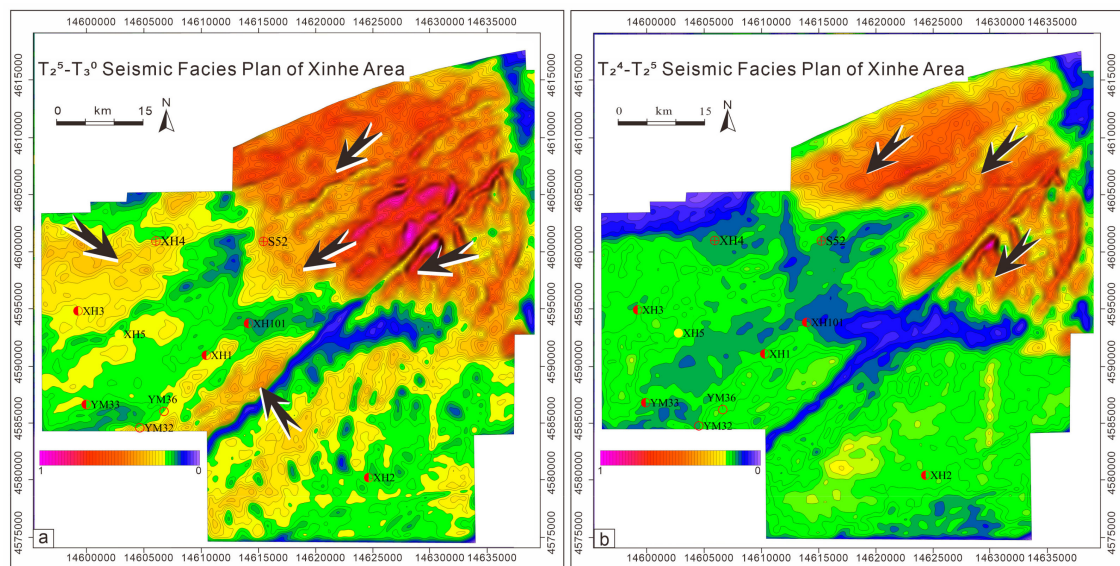 14600000 14605000 14610000 14615000 14620000 14625000 14630000 14635000
T₂⁵-T₃⁰ Seismic Facies Plan of Xinhe Area
0 km 15
N
4615000
4610000
4605000
4600000
4595000
4590000
4585000
4580000
4575000
XH4
S52
XH3
XH5
XH101
XH1
YM36
YM33
YM32
XH2
1 0
a
14600000 14605000 14610000 14615000 14620000 14625000 14630000 14635000
T₂⁴-T₂⁵ Seismic Facies Plan of Xinhe Area
0 km 15
N
4615000
4610000
4605000
4600000
4595000
4590000
4585000
4580000
4575000
XH4
S52
XH3
XH5
XH101
XH1
YM36
YM33
YM32
XH2
1 0
b